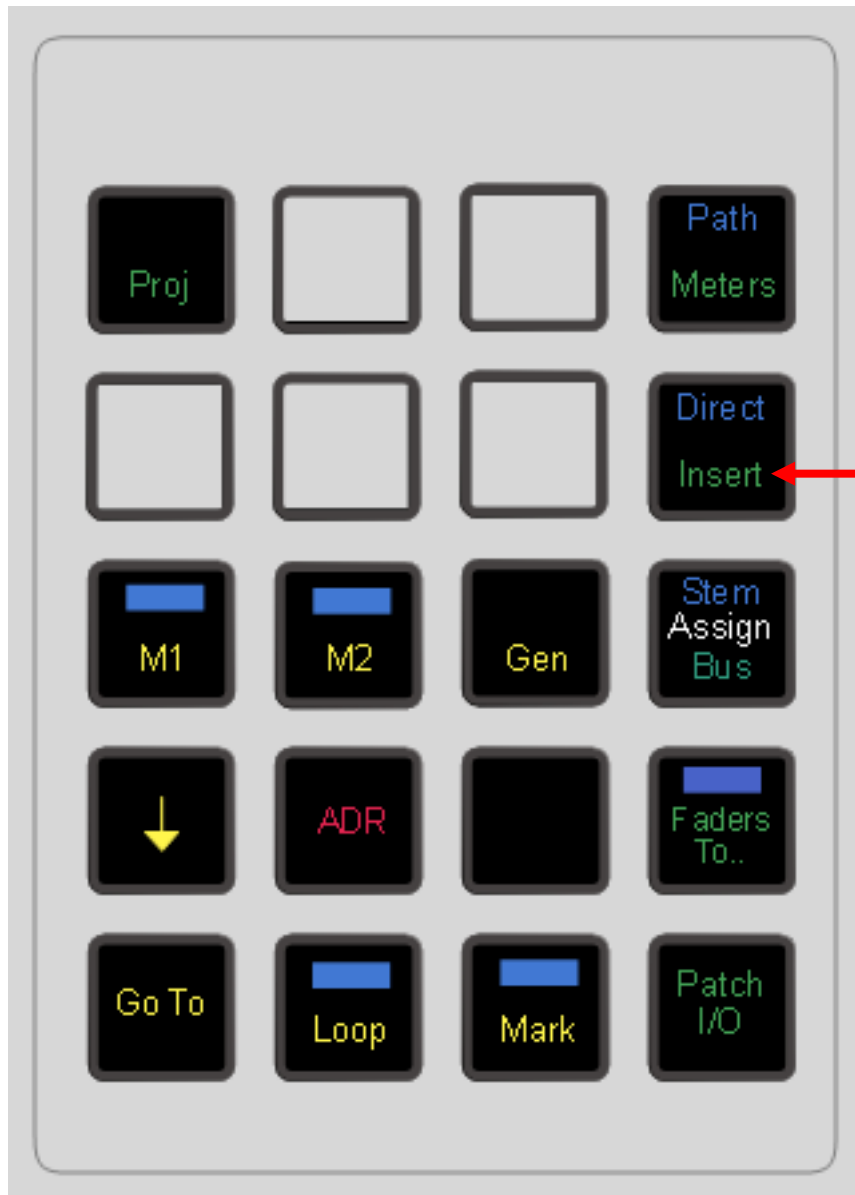 Proj
Path
Meters
Direct
Insert
M1
M2
Gen
Stem
Assign
Bus
ADR
Faders
To..
Go To
Loop
Mark
Patch
I/O